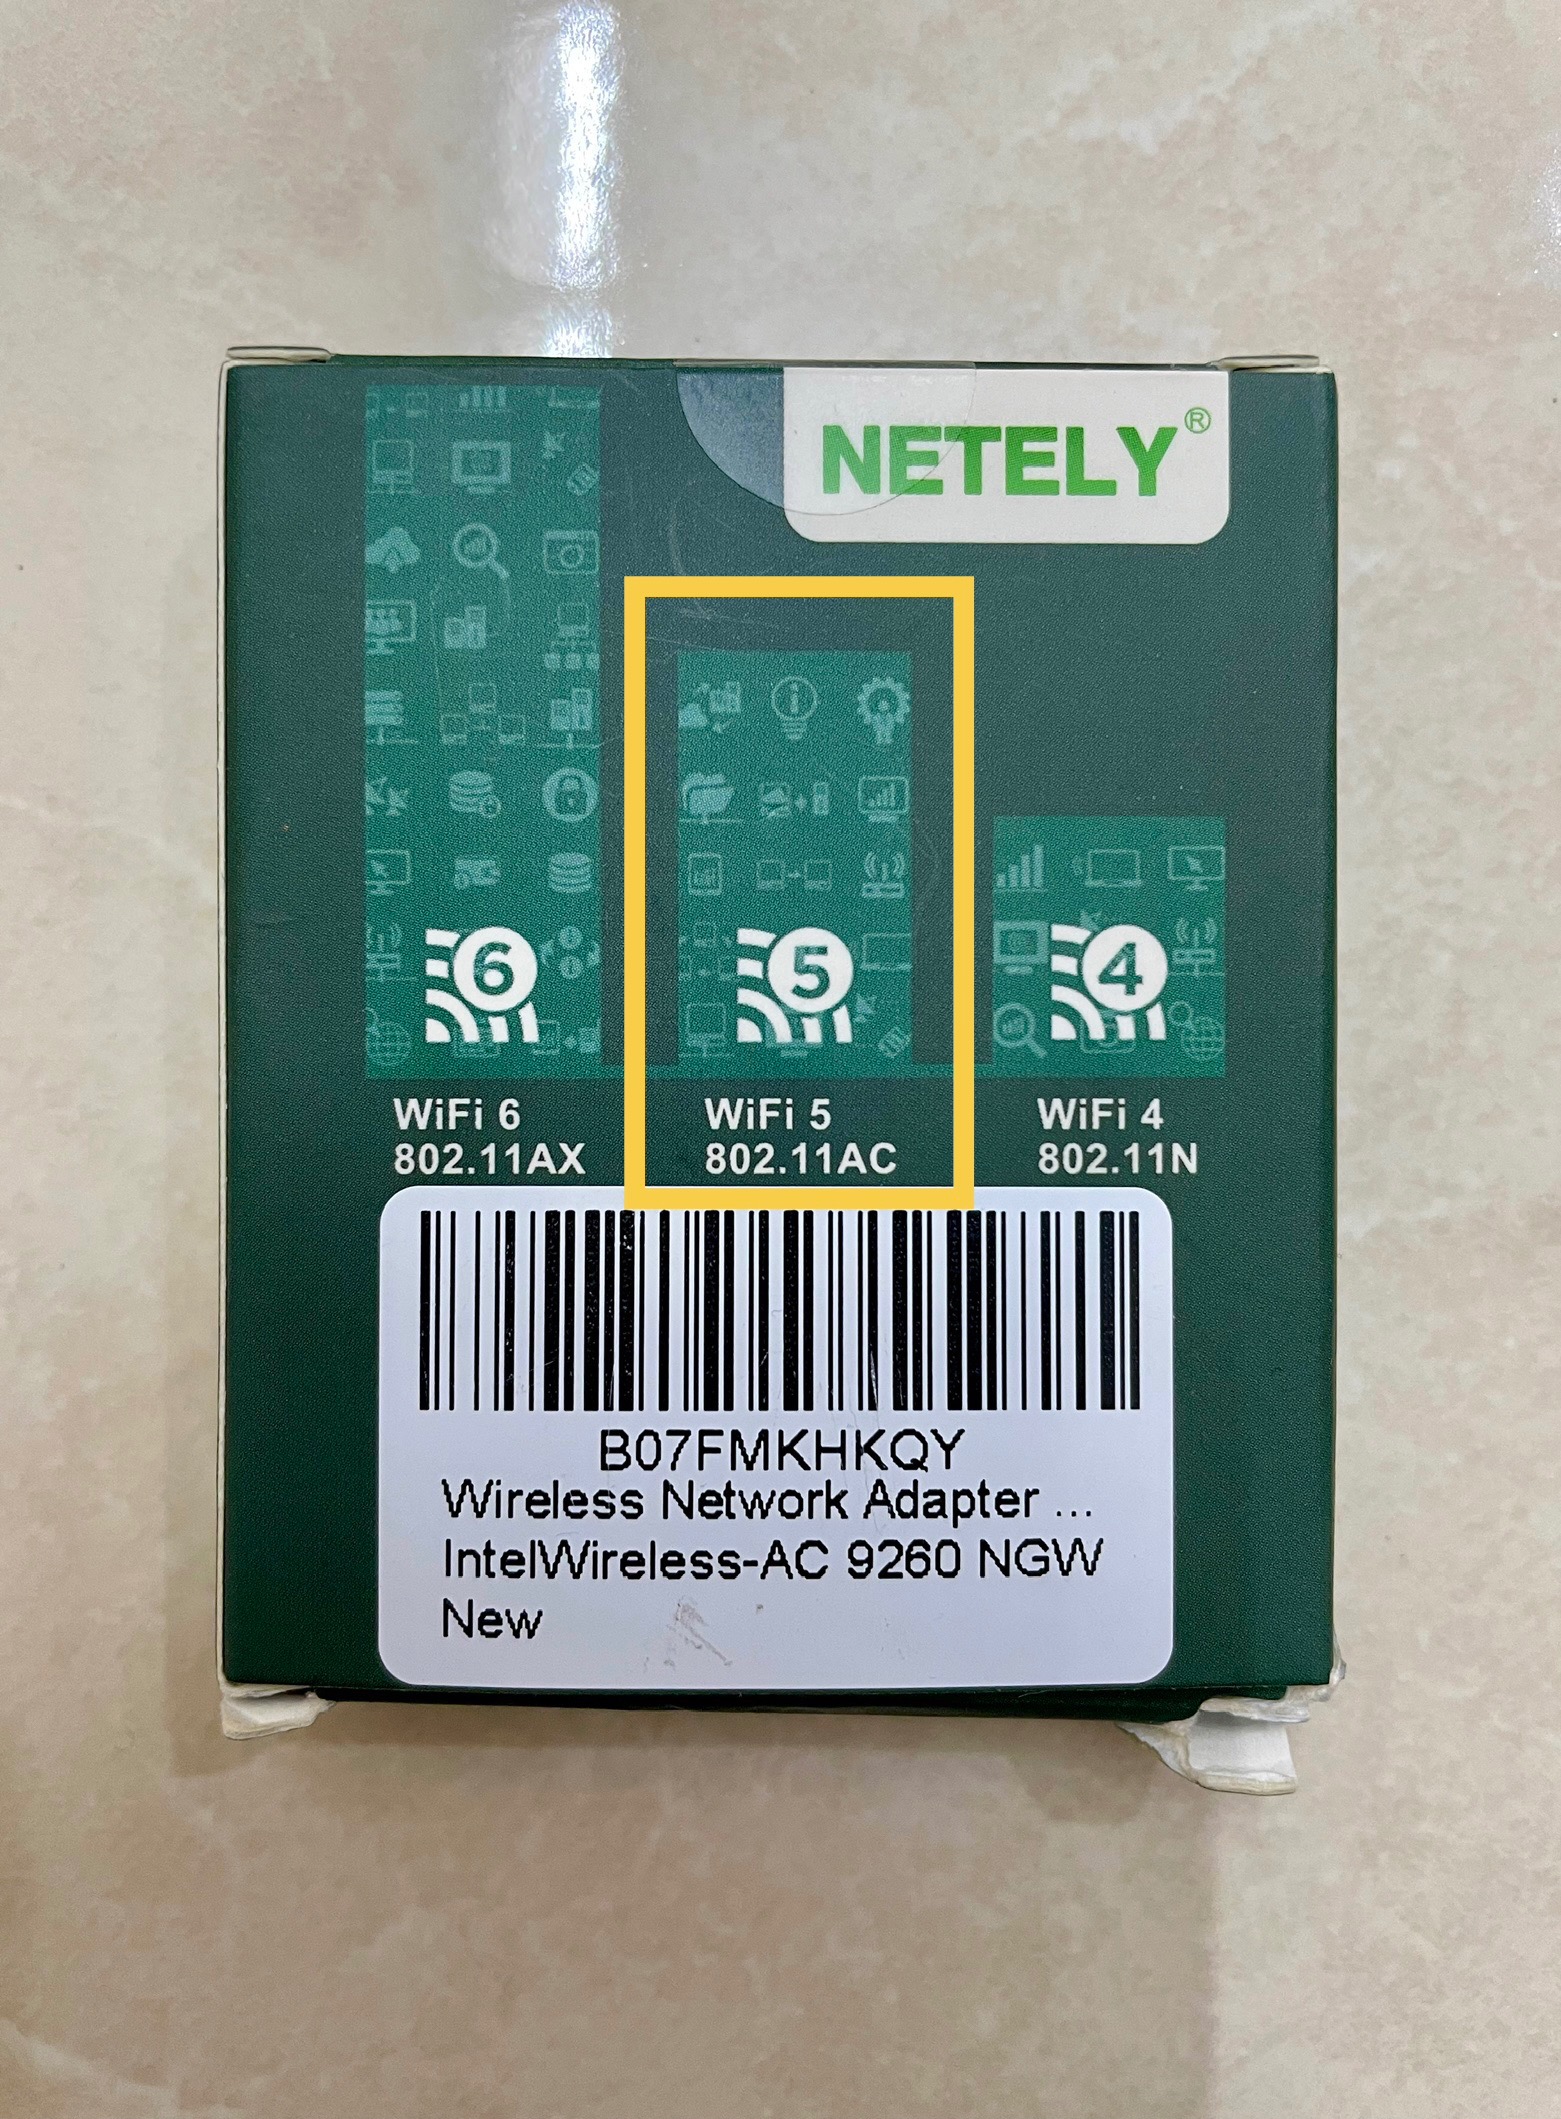 NETELY®
6
5
4
WiFi 6
802.11AX
WiFi 5
802.11AC
WiFi 4
802.11N
B07FMKHKQY
Wireless Network Adapter ...
IntelWireless-AC 9260 NGW
New